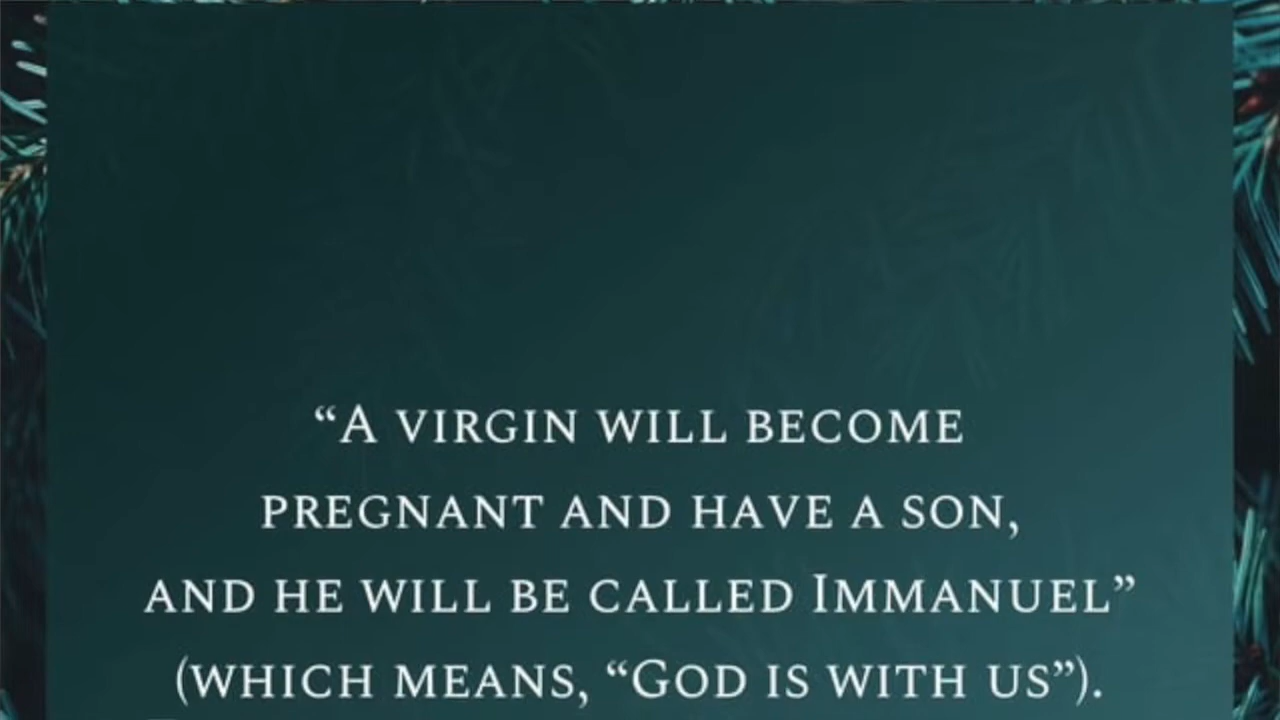 “A virgin will become
pregnant and have a son,
and he will be called Immanuel”
(which means, “God is with us”).